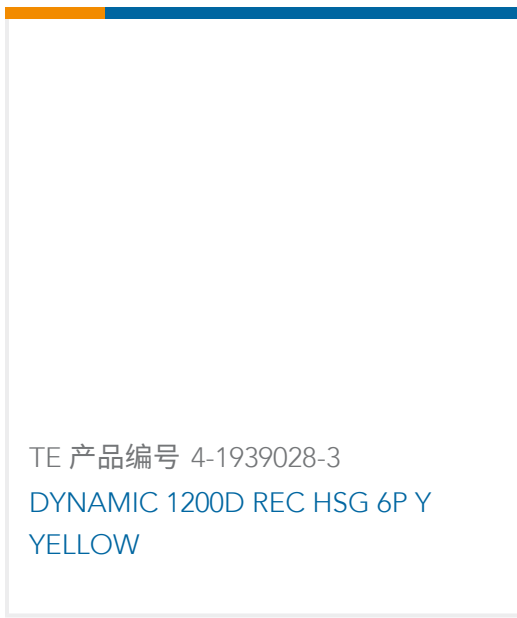 TE 产品编号 4-1939028-3
DYNAMIC 1200D REC HSG 6P Y
YELLOW